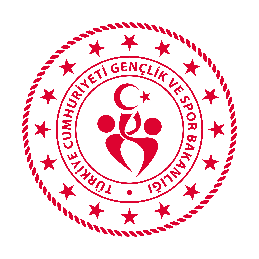 TÜRKİYE CUMHURİYETİ GENÇLİK VE SPOR BAKANLIĞI